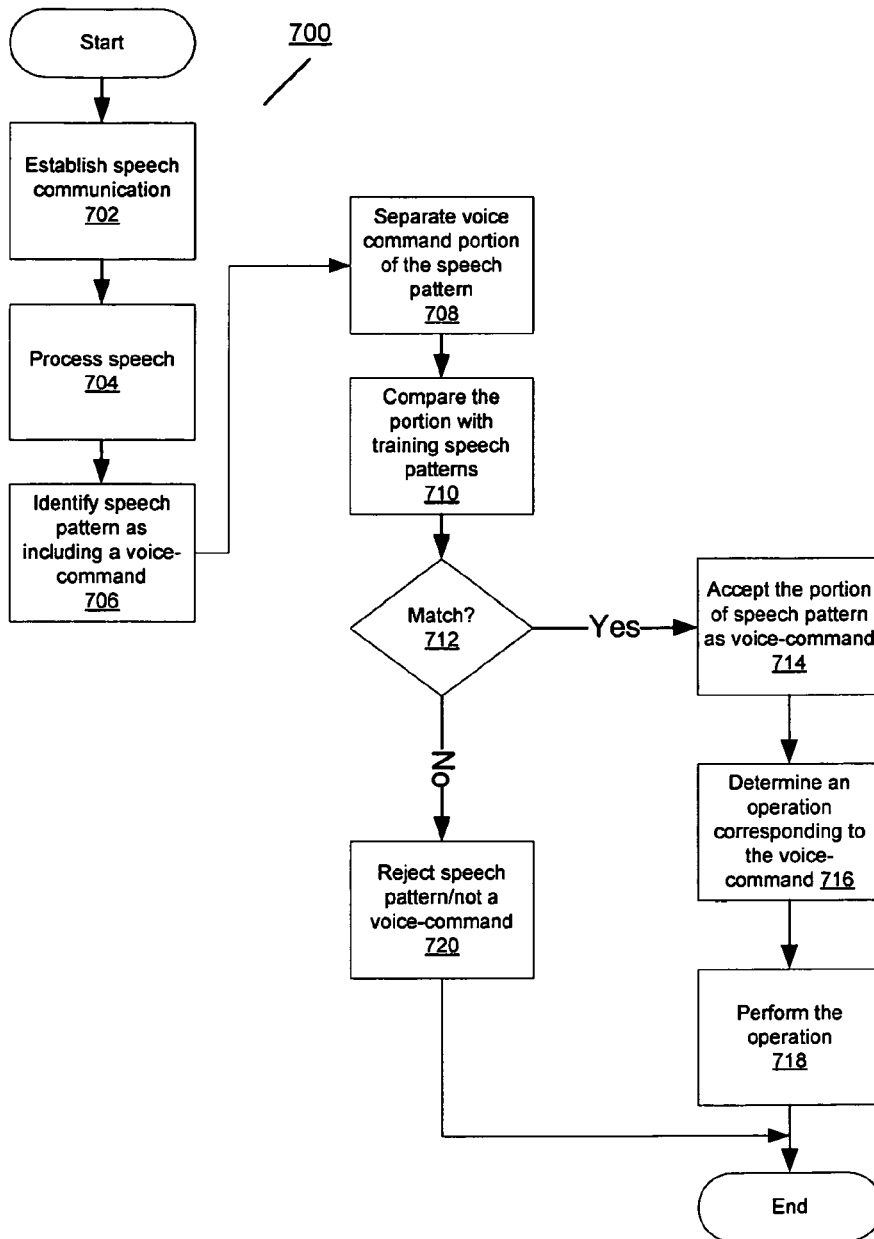 Start
700
Establish speech
communication
702
Process speech
704
Identify speech
pattern as
including a voice-
command
706
Separate voice
command portion
of the speech
pattern
708
Compare the
portion with
training speech
patterns
710
Match?
712
Yes
No
Accept the portion
of speech pattern
as voice-command
714
Determine an
operation
corresponding to
the voice-
command 716
Perform the
operation
718
Reject speech
pattern/not a
voice-command
720
End